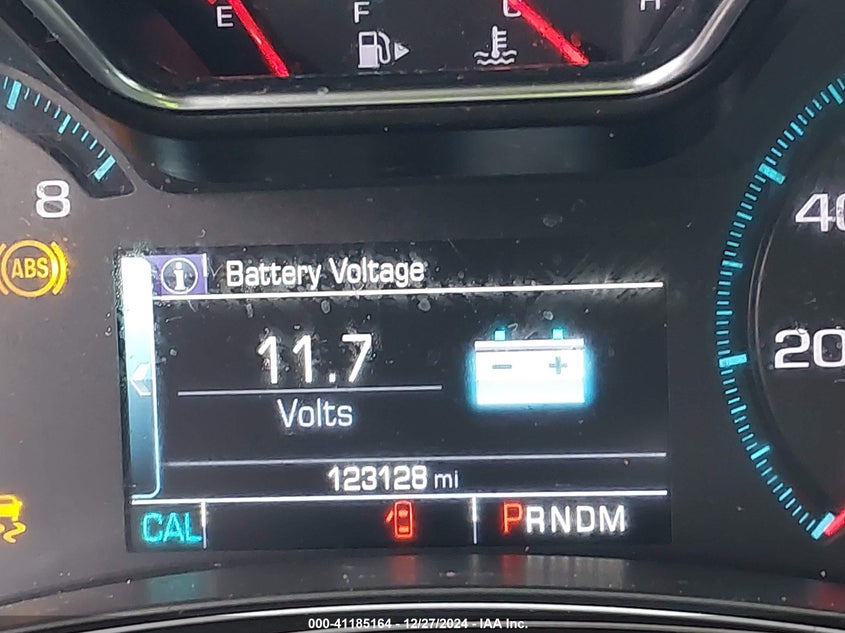 E F C H
8
40
ABS
i Battery Voltage
11.7
20
Volts
123128 mi
CAL PRNDM
000-41185164 - 12/27/2024 - IAA Inc.